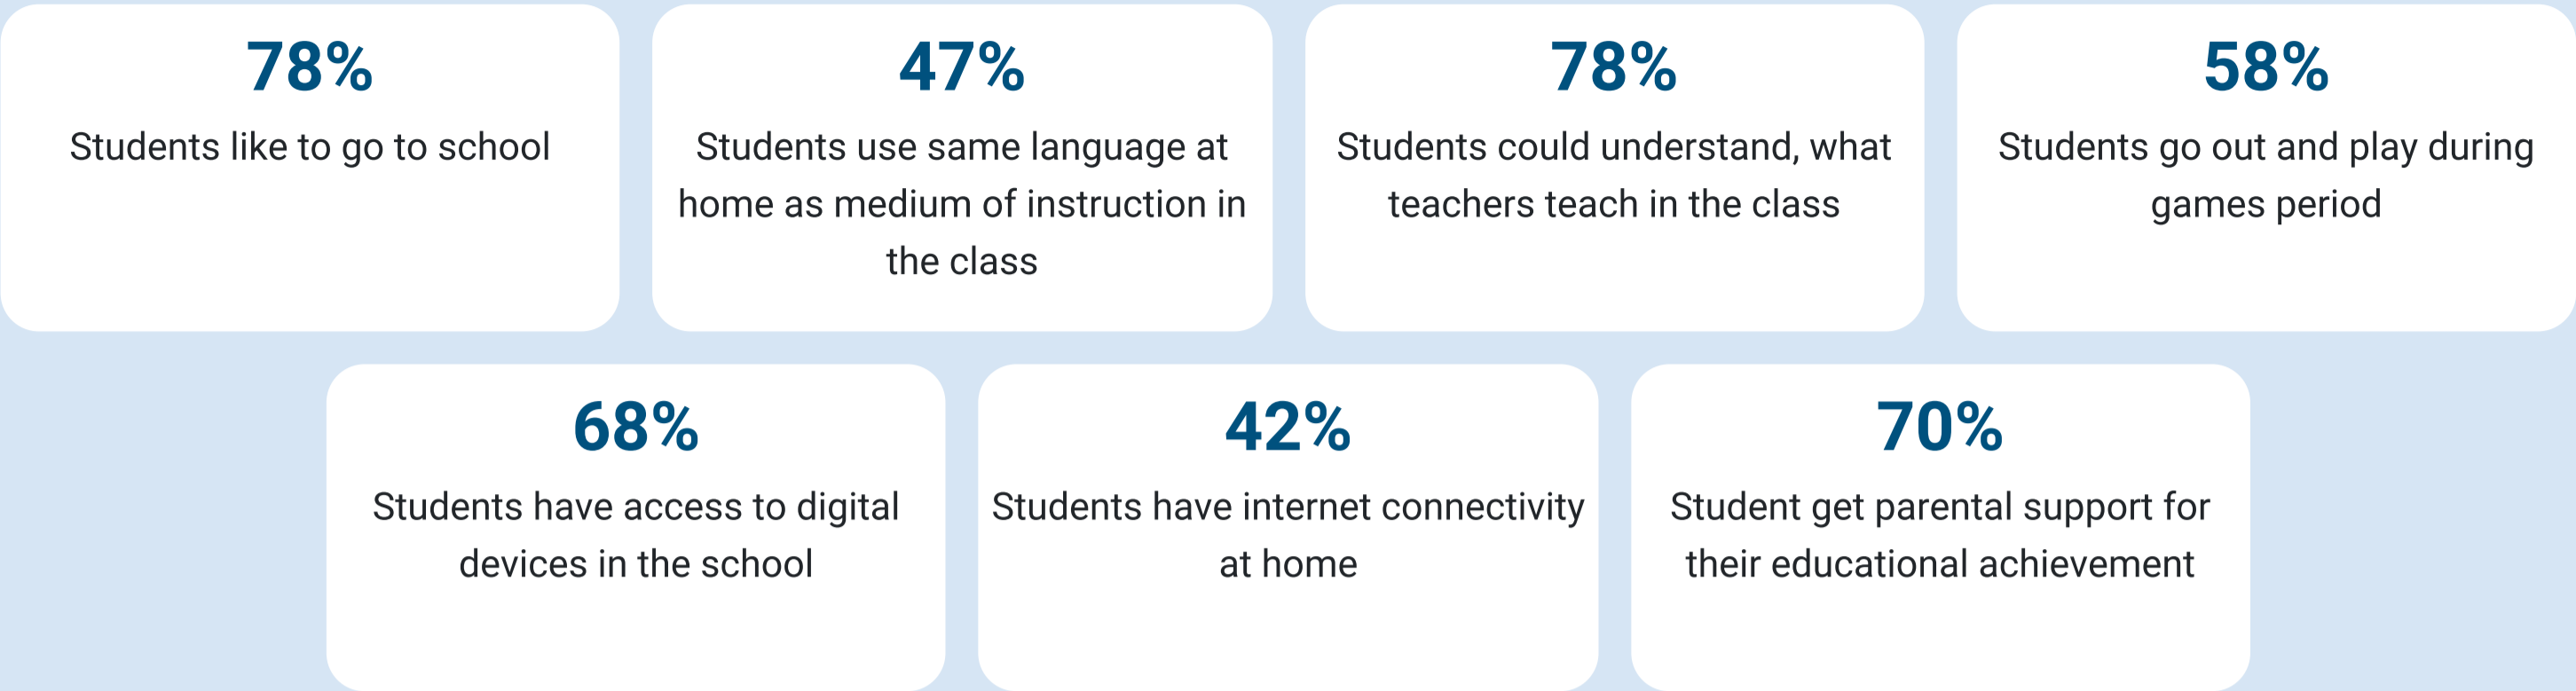 78%
Students like to go to school
47%
Students use same language at
home as medium of instruction in
the class
78%
Students could understand, what
teachers teach in the class
58%
Students go out and play during
games period
68%
Students have access to digital
devices in the school
42%
Students have internet connectivity
at home
70%
Student get parental support for
their educational achievement